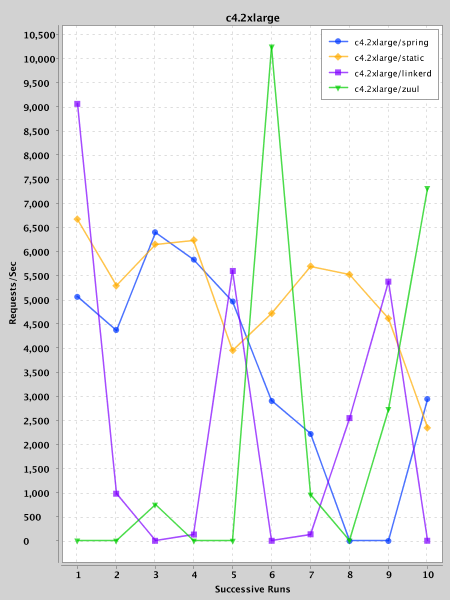 c4.2xlarge
c4.2xlarge/spring
c4.2xlarge/static
c4.2xlarge/linkerd
c4.2xlarge/zuul
10,500
10,000
9,500
9,000
8,500
8,000
7,500
7,000
6,500
6,000
5,500
5,000
4,500
4,000
3,500
3,000
2,500
2,000
1,500
1,000
500
0
Requests/Sec
1 2 3 4 5 6 7 8 9 10
Successive Runs